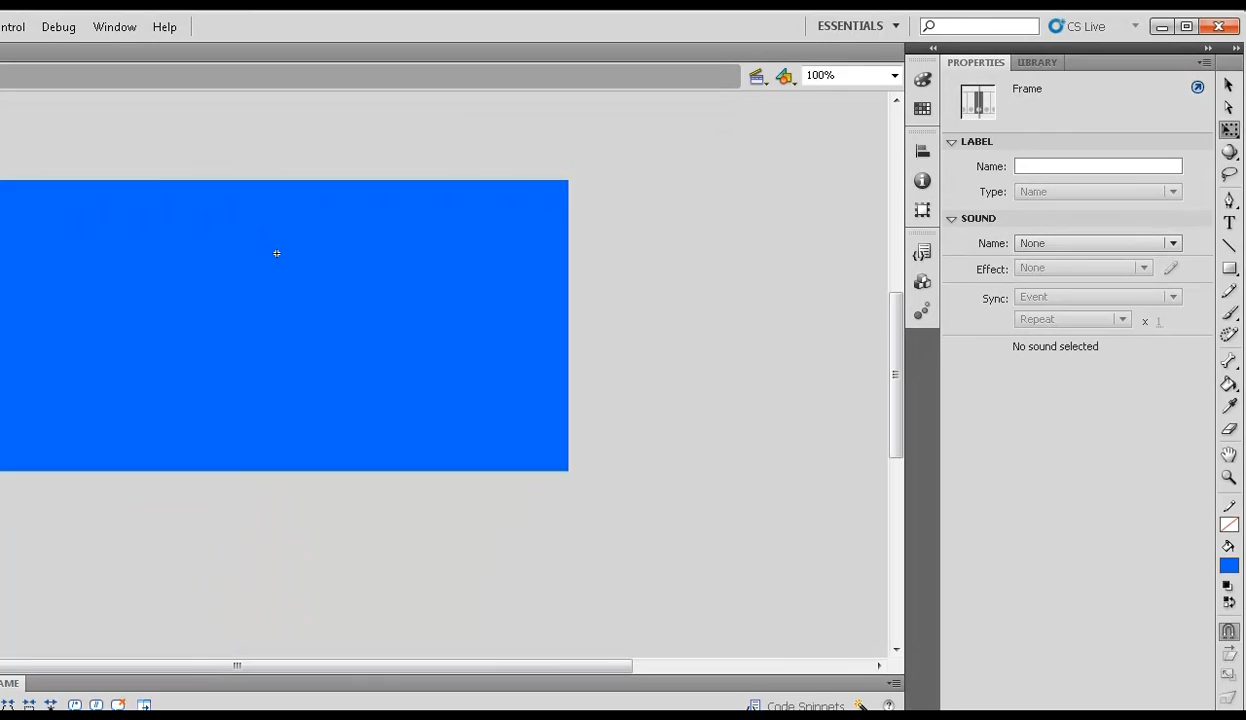 ntrol Debug Window Help ESSENTIALS CS Live
100%
PROPERTIES LIBRARY
Frame
LABEL
Name:
Type: Name
SOUND
Name: None
Effect: None
Sync: Event
Repeat x 1
No sound selected
AME
Code Snippets